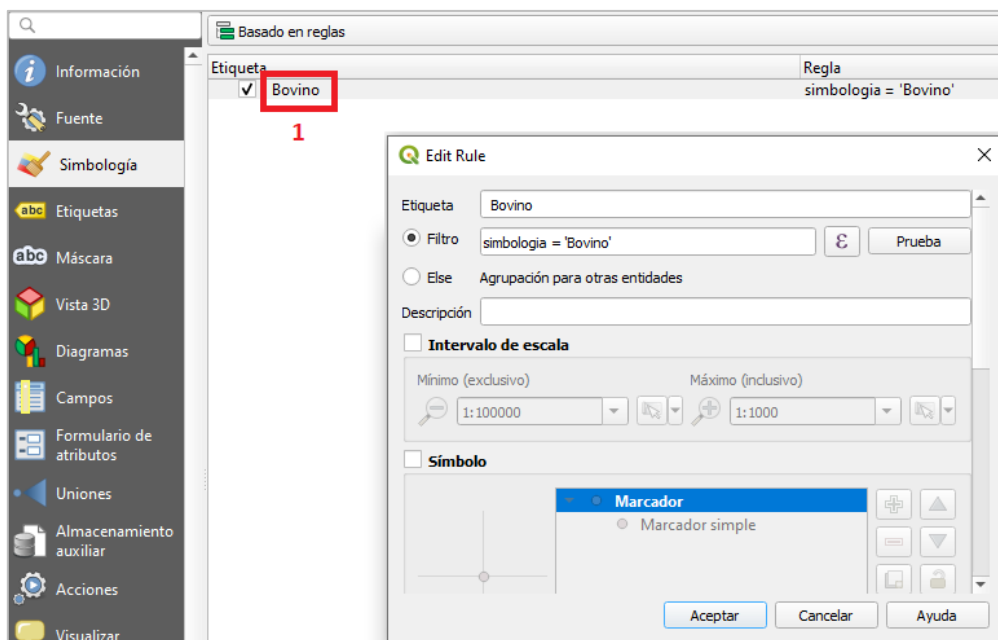 Basado en reglas
Información
Fuente
Simbología
Etiquetas
Máscara
Vista 3D
Diagramas
Campos
Formulario de
atributos
Uniones
Almacenamiento
auxiliar
Acciones
Visualizar
Etiqueta Regla
Bovino simbologia = 'Bovino'
1
Edit Rule
Etiqueta Bovino
Filtro simbologia = 'Bovino' ε Prueba
Else Agrupación para otras entidades
Descripción
Intervalo de escala
Mínimo (exclusivo) Máximo (inclusivo)
1:100000 1:1000
Símbolo
Marcador
Marcador simple
Aceptar Cancelar Ayuda